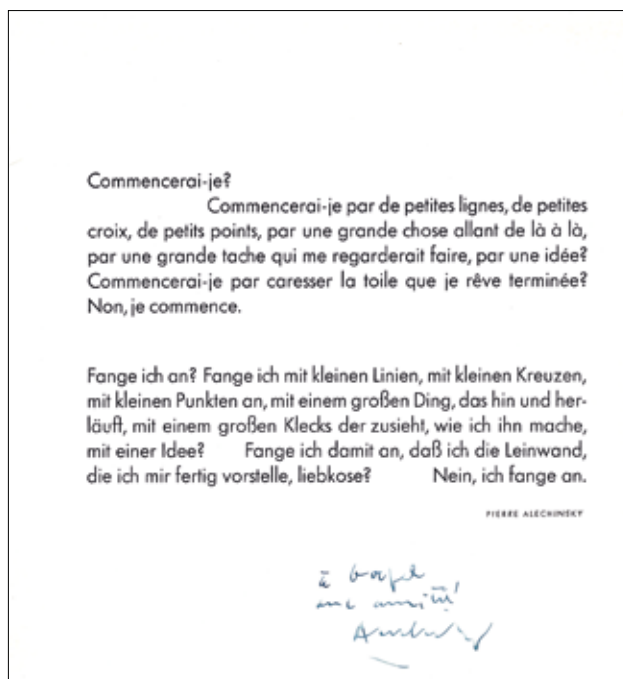 Commencerai-je?
Commencerai-je par de petites lignes, de petites
croix, de petits points, par une grande chose allant de là à là,
par une grande tache qui me regarderait faire, par une idée?
Commencerai-je par caresser la toile que je rêve terminée?
Non, je commence.
Fange ich an? Fange ich mit kleinen Linien, mit kleinen Kreuzen,
mit kleinen Punkten an, mit einem großen Ding, das hin und her-
läuft, mit einem großen Klecks der zusieht, wie ich ihn mache,
mit einer Idee? Fange ich damit an, daß ich die Leinwand,
die ich mir fertig vorstelle, liebkose? Nein, ich fange an.
PIERRE ALECHINSKY
à